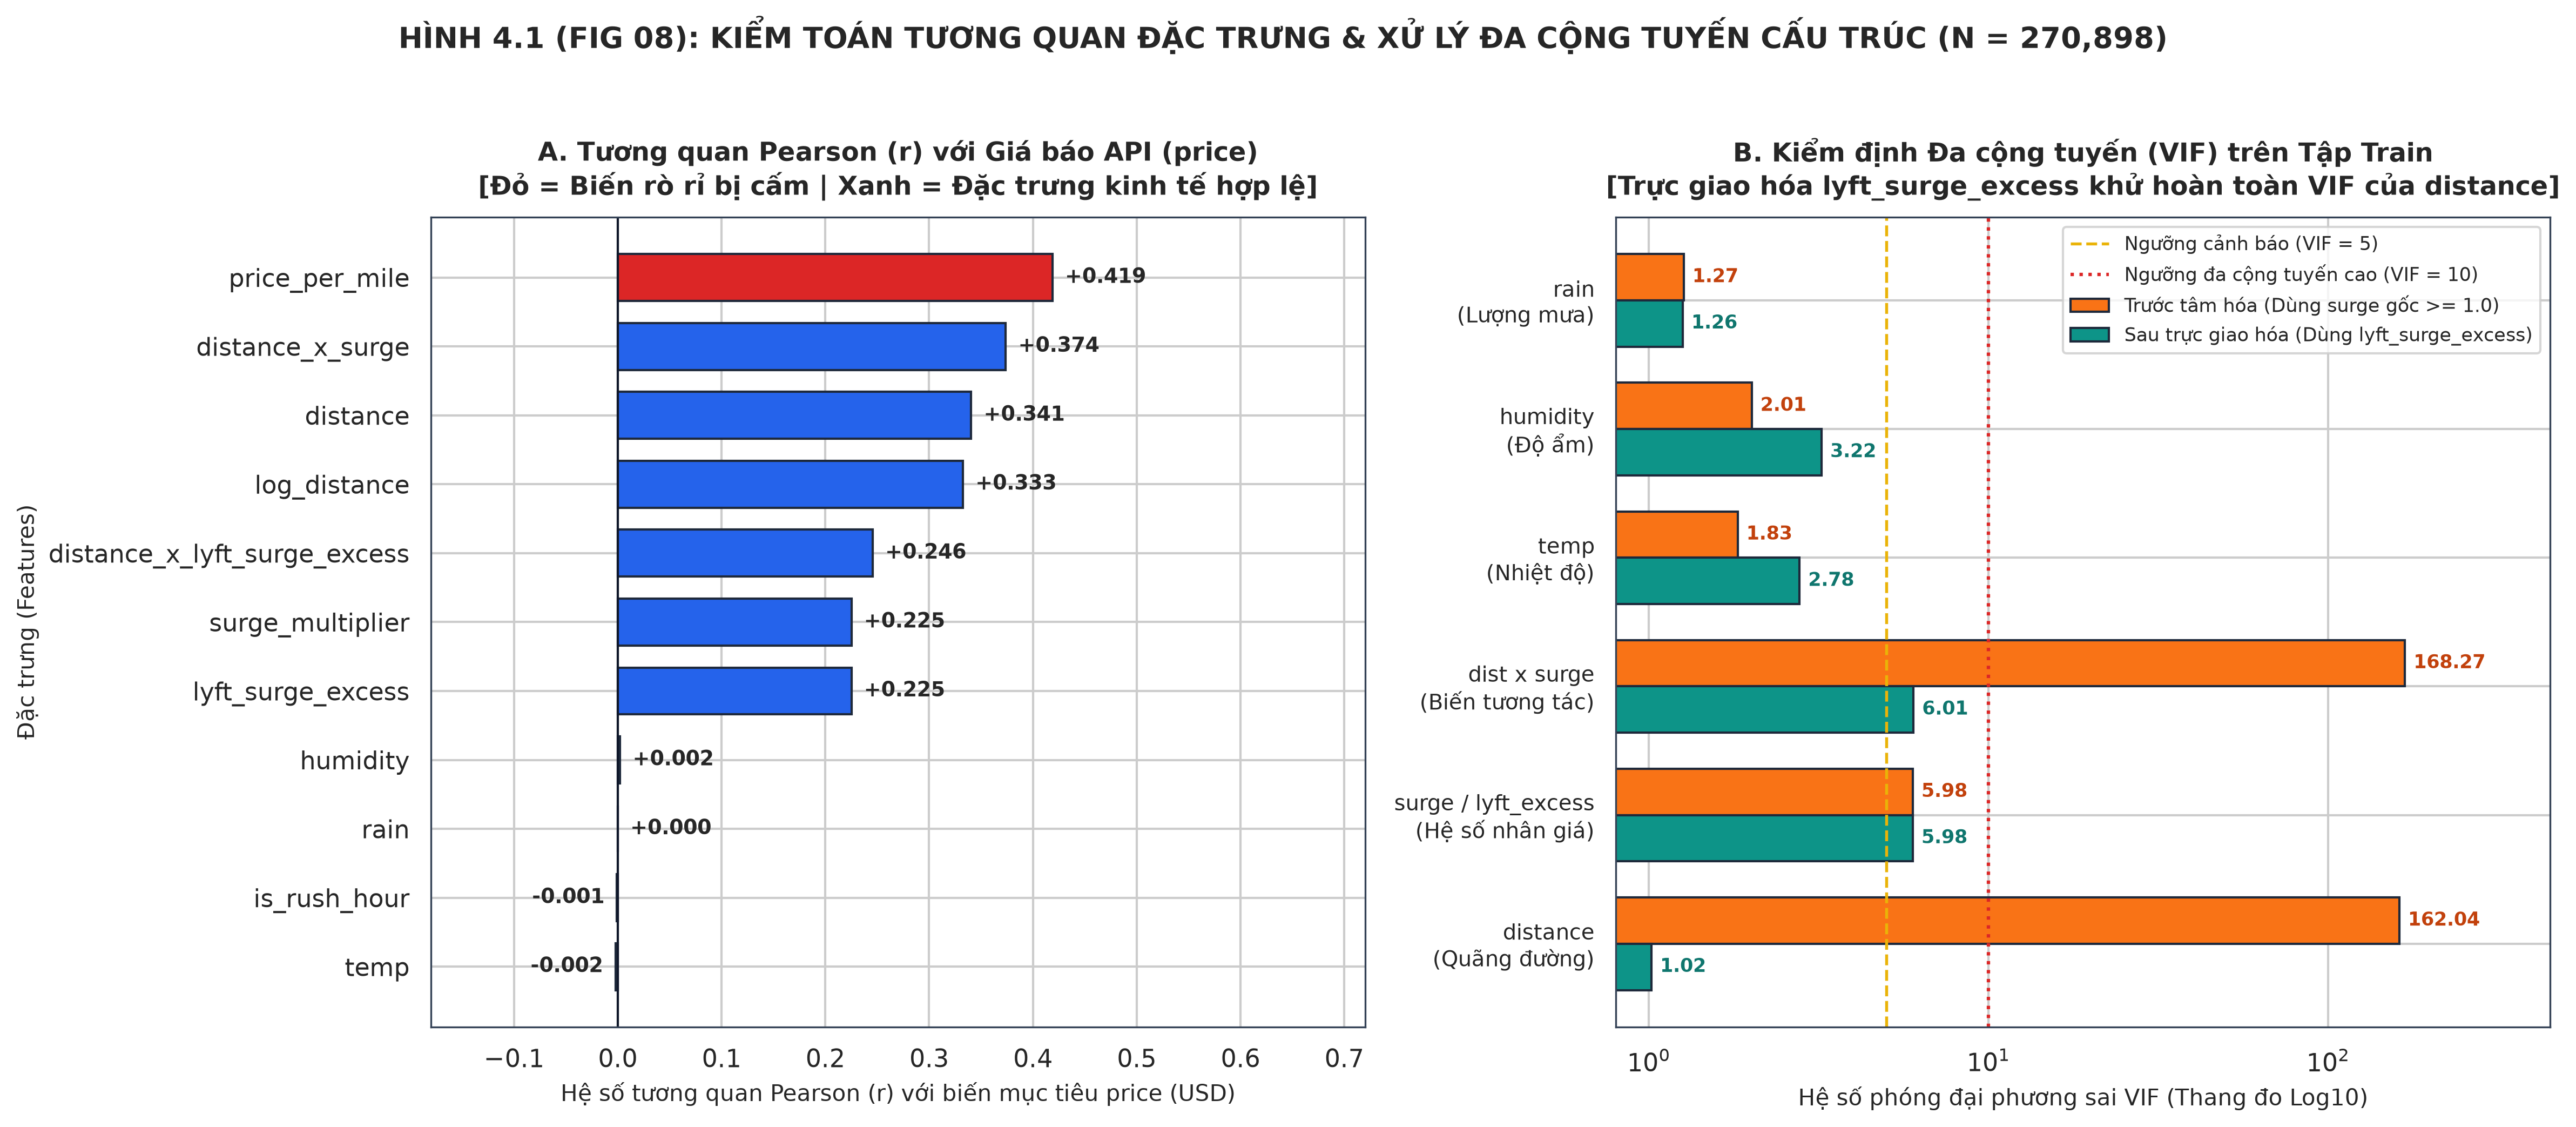 HÌNH 4.1 (FIG 08): KIỂM TOÁN TƯƠNG QUAN ĐẶC TRƯNG & XỬ LÝ ĐA CỘNG TUYẾN CẤU TRÚC (N = 270,898)
A. Tương quan Pearson (r) với Giá báo API (price)
[Đỏ = Biến rò rỉ bị cấm | Xanh = Đặc trưng kinh tế hợp lệ]
Đặc trưng (Features)
price_per_mile
+0.419
distance_x_surge
+0.374
distance
+0.341
log_distance
+0.333
distance_x_lyft_surge_excess
+0.246
surge_multiplier
+0.225
lyft_surge_excess
+0.225
humidity
+0.002
rain
+0.000
is_rush_hour
-0.001
temp
-0.002
−0.1 0.0 0.1 0.2 0.3 0.4 0.5 0.6 0.7
Hệ số tương quan Pearson (r) với biến mục tiêu price (USD)
B. Kiểm định Đa cộng tuyến (VIF) trên Tập Train
[Trực giao hóa lyft_surge_excess khử hoàn toàn VIF của distance]
Ngưỡng cảnh báo (VIF = 5)
Ngưỡng đa cộng tuyến cao (VIF = 10)
Trước tâm hóa (Dùng surge gốc >= 1.0)
Sau trực giao hóa (Dùng lyft_surge_excess)
rain
(Lượng mưa)
1.27
1.26
humidity
(Độ ẩm)
2.01
3.22
temp
(Nhiệt độ)
1.83
2.78
dist x surge
(Biến tương tác)
168.27
6.01
surge / lyft_excess
(Hệ số nhân giá)
5.98
5.98
distance
(Quãng đường)
162.04
1.02
10⁰ 10¹ 10²
Hệ số phóng đại phương sai VIF (Thang đo Log10)